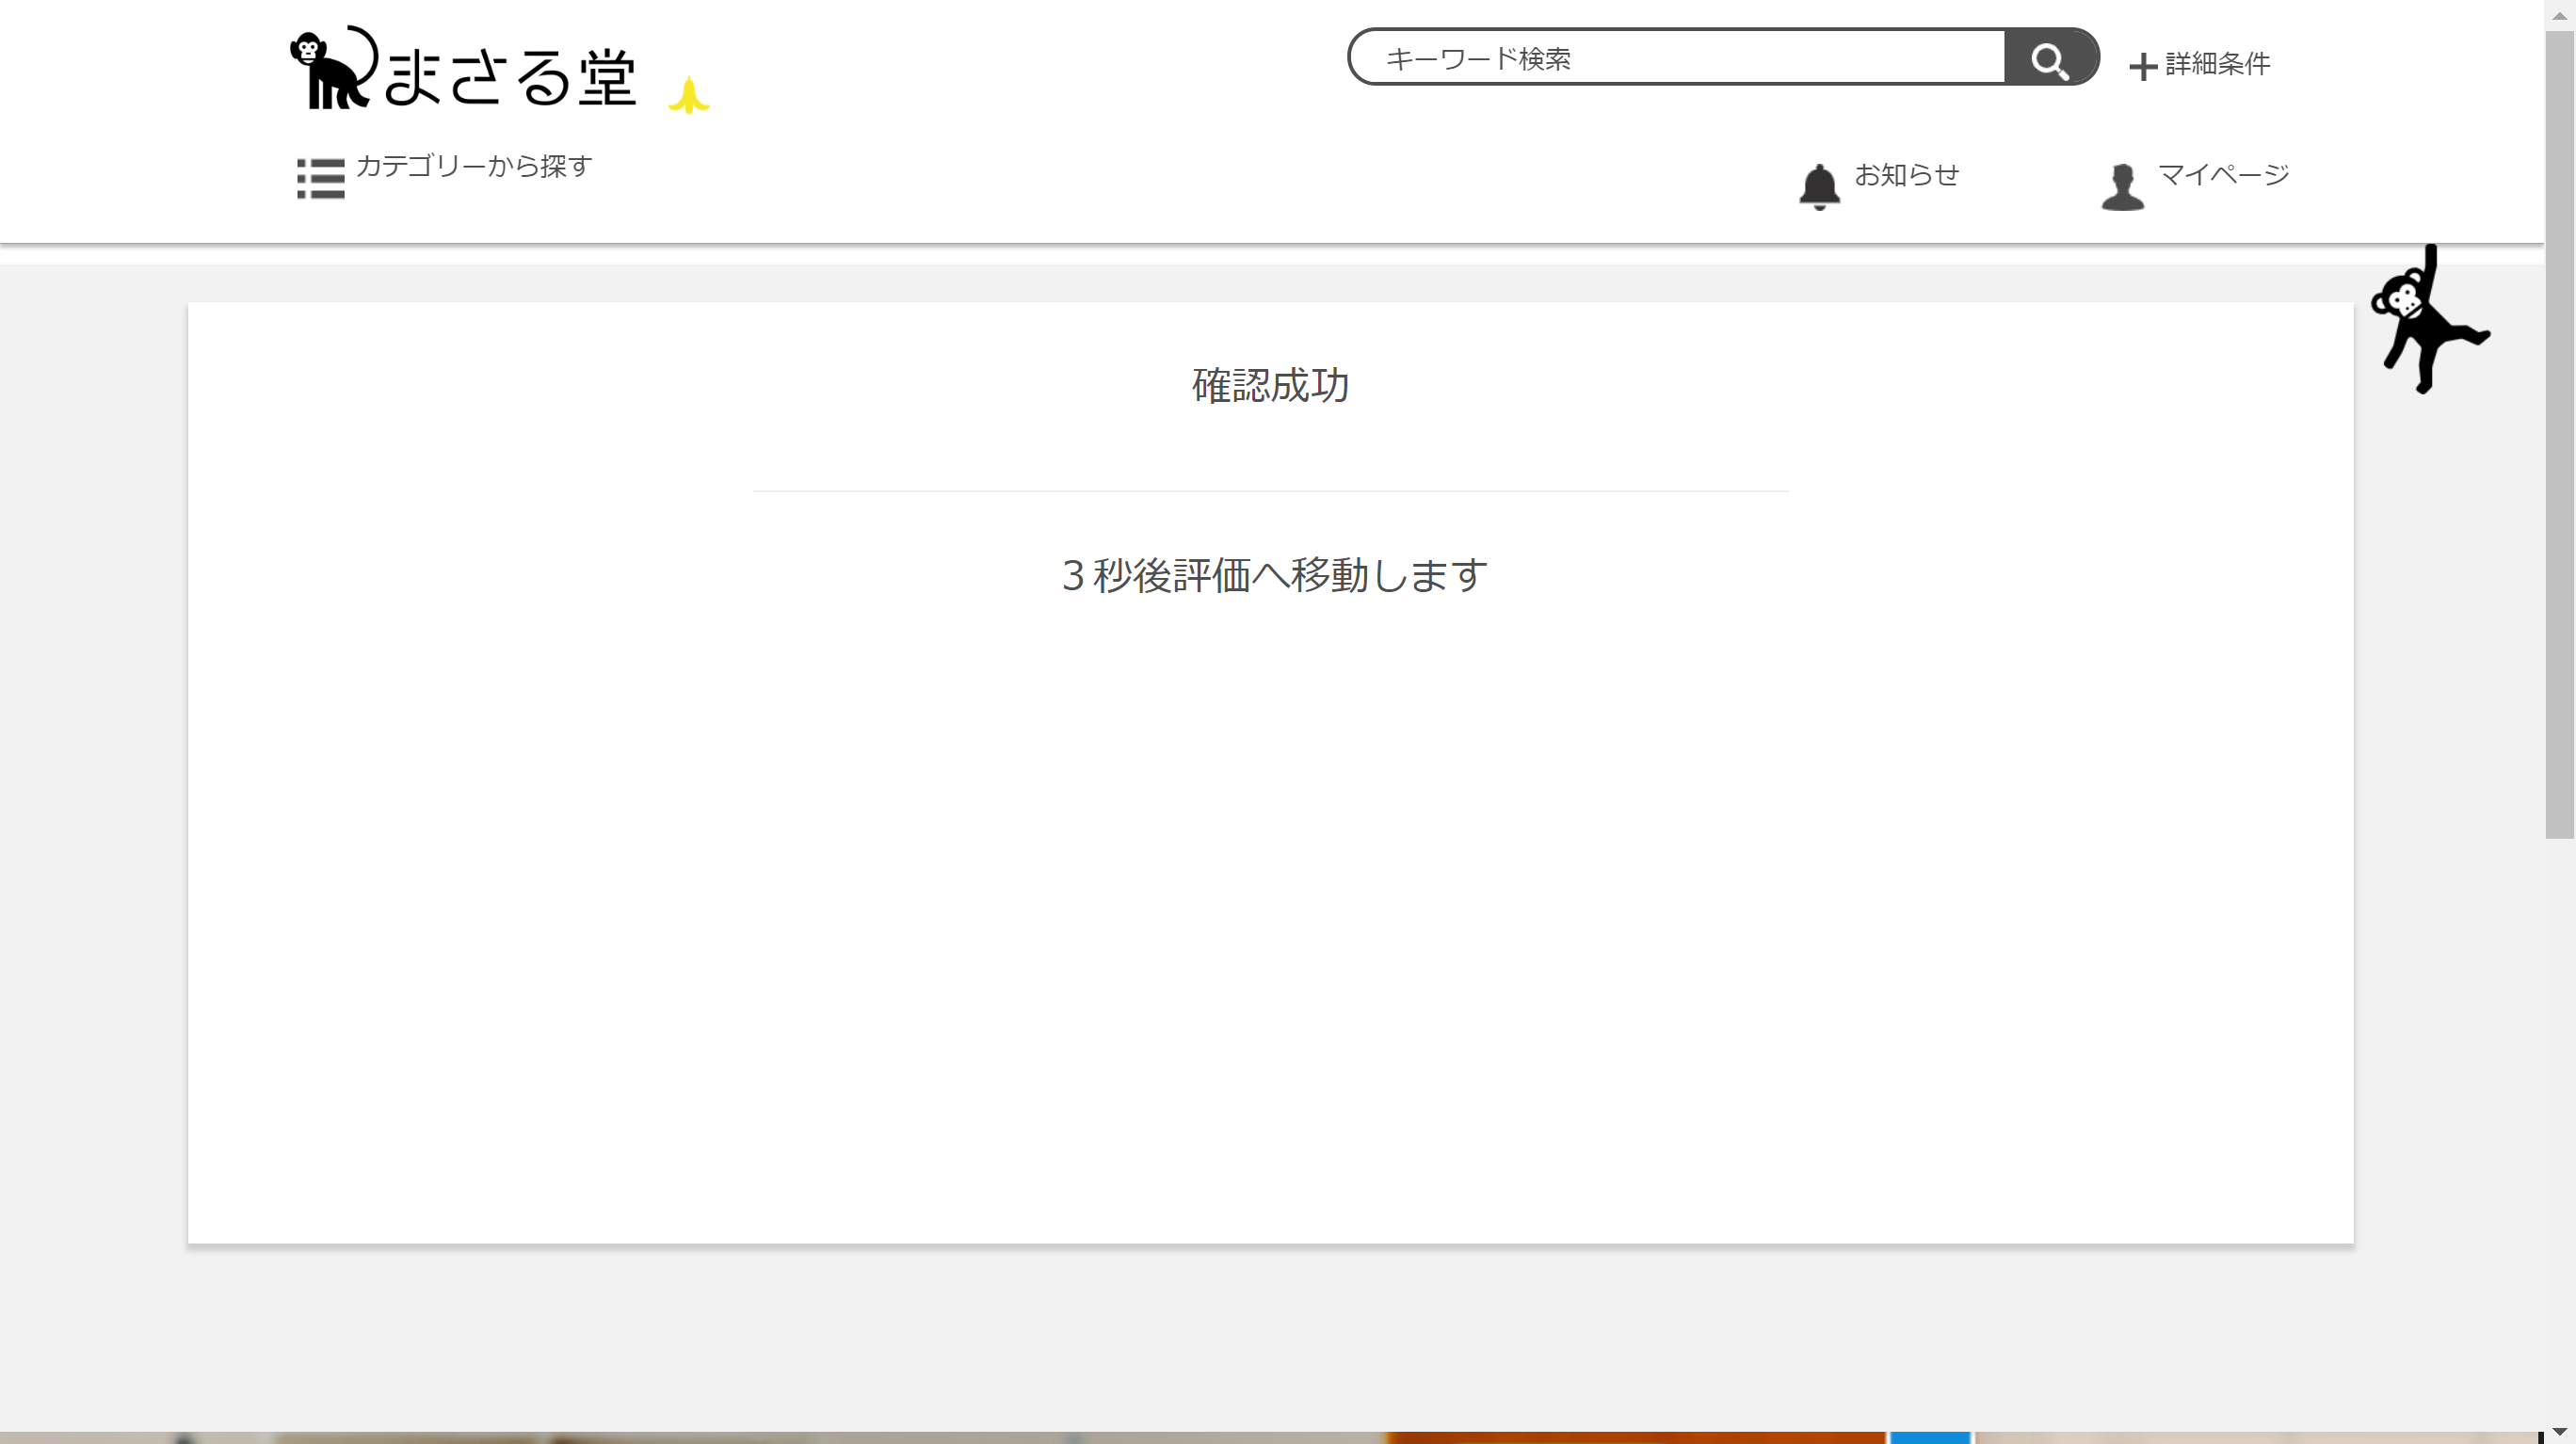 まさる堂
キーワード検索
詳細条件
カテゴリーから探す
お知らせ
マイページ
確認成功
３秒後評価へ移動します